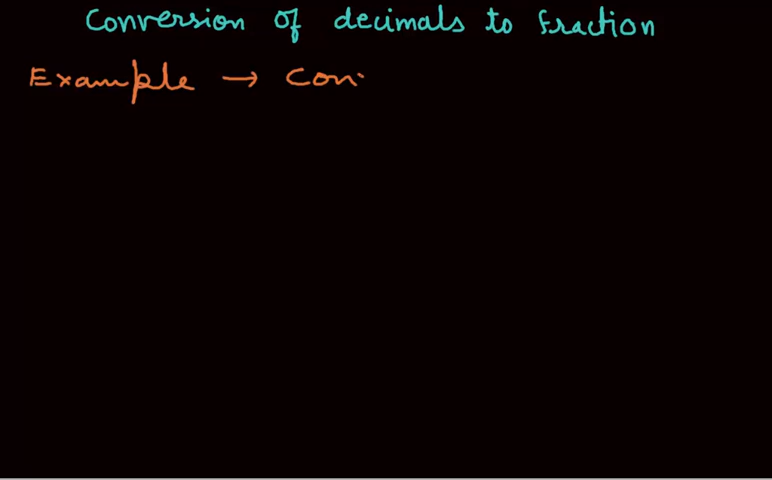 Conversion of decimals to fraction
Example → Con